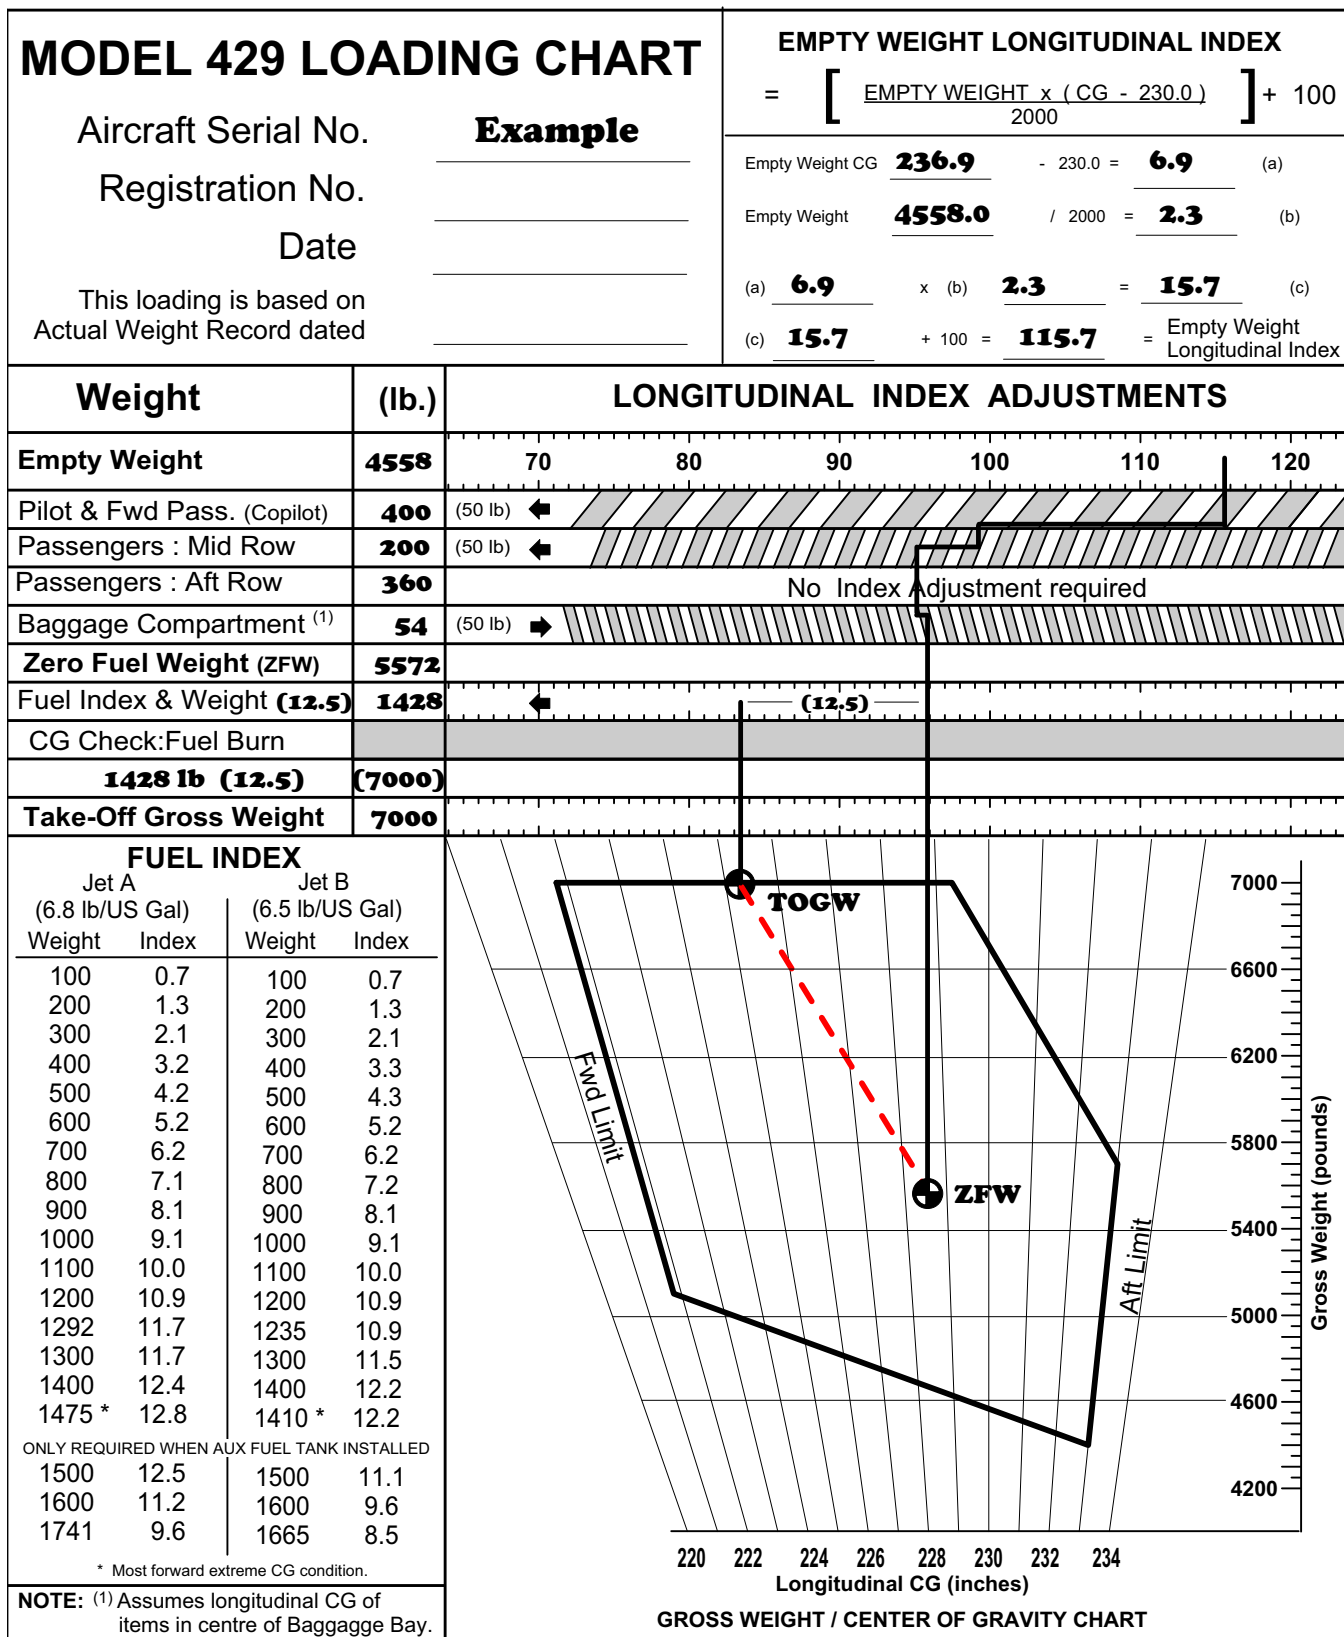 MODEL 429 LOADING CHART
Aircraft Serial No. Example
Registration No.
Date
This loading is based on
Actual Weight Record dated
EMPTY WEIGHT LONGITUDINAL INDEX
= [ EMPTY WEIGHT x ( CG - 230.0 ) ] + 100
2000
Empty Weight CG 236.9 - 230.0 = 6.9 (a)
Empty Weight 4558.0 / 2000 = 2.3 (b)
(a) 6.9 x (b) 2.3 = 15.7 (c)
(c) 15.7 + 100 = 115.7 = Empty Weight
Longitudinal Index
Weight (lb.) LONGITUDINAL INDEX ADJUSTMENTS
Empty Weight 4558 70 80 90 100 110 120
Pilot & Fwd Pass. (Copilot) 400 (50 lb)
Passengers : Mid Row 200 (50 lb)
Passengers : Aft Row 360 No Index Adjustment required
Baggage Compartment (1) 54 (50 lb)
Zero Fuel Weight (ZFW) 5572
Fuel Index & Weight (12.5) 1428 (12.5)
CG Check:Fuel Burn
1428 lb (12.5) (7000)
Take-Off Gross Weight 7000
FUEL INDEX
Jet A Jet B
(6.8 lb/US Gal) (6.5 lb/US Gal)
Weight Index Weight Index
100 0.7 100 0.7
200 1.3 200 1.3
300 2.1 300 2.1
400 3.2 400 3.3
500 4.2 500 4.3
600 5.2 600 5.2
700 6.2 700 6.2
800 7.1 800 7.2
900 8.1 900 8.1
1000 9.1 1000 9.1
1100 10.0 1100 10.0
1200 10.9 1200 10.9
1292 11.7 1235 10.9
1300 11.7 1300 11.5
1400 12.4 1400 12.2
1475 * 12.8 1410 * 12.2
ONLY REQUIRED WHEN AUX FUEL TANK INSTALLED
1500 12.5 1500 11.1
1600 11.2 1600 9.6
1741 9.6 1665 8.5
* Most forward extreme CG condition.
NOTE: (1) Assumes longitudinal CG of
items in centre of Baggagge Bay.
TOGW
ZFW
Fwd Limit
Aft Limit
7000
6600
6200
5800
5400
5000
4600
4200
Gross Weight (pounds)
220 222 224 226 228 230 232 234
Longitudinal CG (inches)
GROSS WEIGHT / CENTER OF GRAVITY CHART